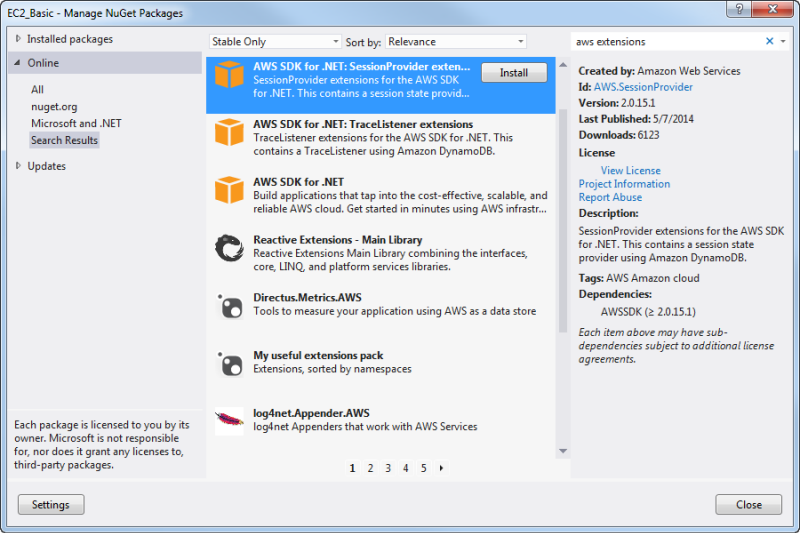 EC2_Basic - Manage NuGet Packages
Installed packages
Online
All
nuget.org
Microsoft and .NET
Search Results
Updates
Each package is licensed to you by its
owner. Microsoft is not responsible
for, nor does it grant any licenses to,
third-party packages.
Settings
Stable Only
Sort by: Relevance
AWS SDK for .NET: SessionProvider exten...
SessionProvider extensions for the AWS SDK
for .NET. This contains a session state provid...
Install
AWS SDK for .NET: TraceListener extensions
TraceListener extensions for the AWS SDK for .NET. This
contains a TraceListener using Amazon DynamoDB.
AWS SDK for .NET
Build applications that tap into the cost-effective, scalable, and
reliable AWS cloud. Get started in minutes using AWS infrastr...
Reactive Extensions - Main Library
Reactive Extensions Main Library combining the interfaces,
core, LINQ, and platform services libraries.
Directus.Metrics.AWS
Tools to measure your application using AWS as a data store
My useful extensions pack
Extensions, sorted by namespaces
log4net.Appender.AWS
log4net Appenders that work with AWS Services
1 2 3 4 5
aws extensions
Created by: Amazon Web Services
Id: AWS.SessionProvider
Version: 2.0.15.1
Last Published: 5/7/2014
Downloads: 6123
License
View License
Project Information
Report Abuse
Description:
SessionProvider extensions for the AWS SDK
for .NET. This contains a session state
provider using Amazon DynamoDB.
Tags: AWS Amazon cloud
Dependencies:
AWSSDK (≥ 2.0.15.1)
Each item above may have sub-
dependencies subject to additional license
agreements.
Close